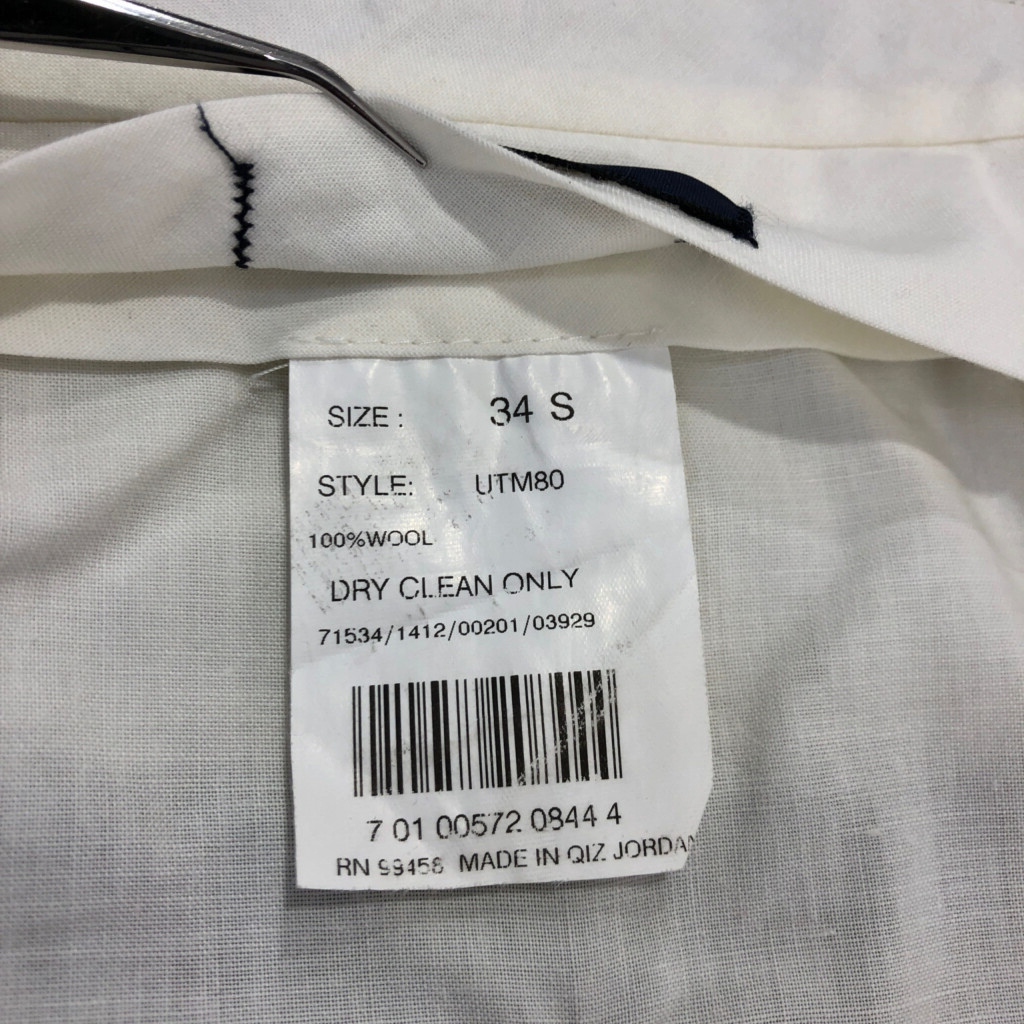 SIZE : 34 S
STYLE: UTM80
100%WOOL
DRY CLEAN ONLY
71534/1412/00201/03929
7 01 00572 0844 4
RN 99458 MADE IN QIZ JORDAN